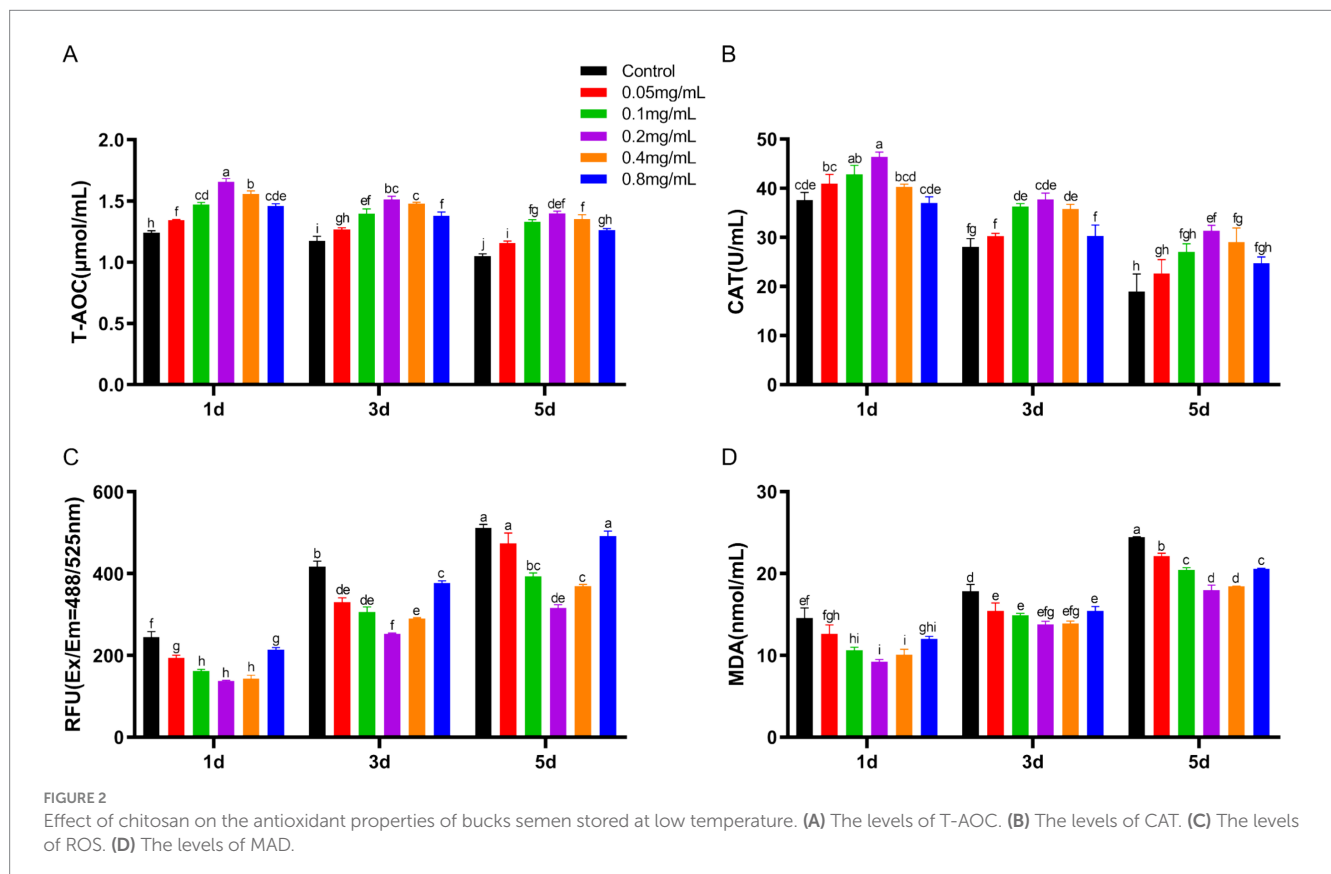 A
T-AOC(μmol/mL)
2.0
1.5
1.0
0.5
0.0
h f cd a b cde
i gh ef bc c f
j i fg def f gh
1d 3d 5d
Control
0.05mg/mL
0.1mg/mL
0.2mg/mL
0.4mg/mL
0.8mg/mL
B
CAT(U/mL)
50
40
30
20
10
0
cde bc ab a bcd cde
fg f de cde de f
h gh fgh ef fg fgh
1d 3d 5d
C
RFU(Ex/Em=488/525nm)
600
400
200
0
f g h h h g
b de de f e c
a a bc de c a
1d 3d 5d
D
MDA(nmol/mL)
30
20
10
0
ef fgh hi i i ghi
d e e efg efg e
a b c d d c
1d 3d 5d
FIGURE 2
Effect of chitosan on the antioxidant properties of bucks semen stored at low temperature. (A) The levels of T-AOC. (B) The levels of CAT. (C) The levels
of ROS. (D) The levels of MAD.